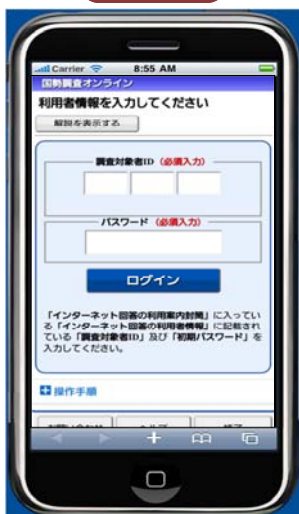 Carrier 8:55 AM
国勢調査オンライン
利用者情報を入力してください
解説を表示する
調査対象者ID（必須入力）
パスワード（必須入力）
ログイン
「インターネット回答の利用案内封筒」に入ってい
る「インターネット回答の利用者情報」に記載され
ている「調査対象者ID」及び「初期パスワード」を
入力してください。
操作手順